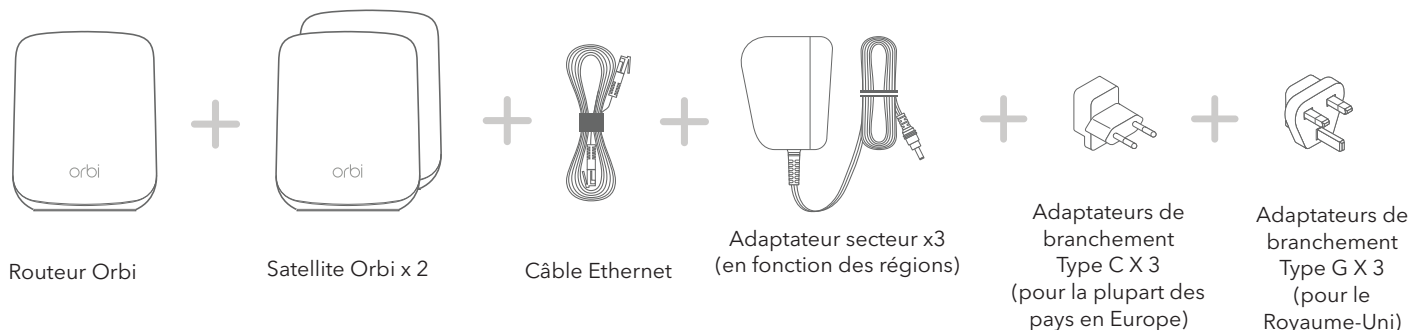 orbi
orbi
Routeur Orbi
Satellite Orbi x 2
Câble Ethernet
Adaptateur secteur x3
(en fonction des régions)
Adaptateurs de
branchement
Type C X 3
(pour la plupart des
pays en Europe)
Adaptateurs de
branchement
Type G X 3
(pour le
Royaume-Uni)